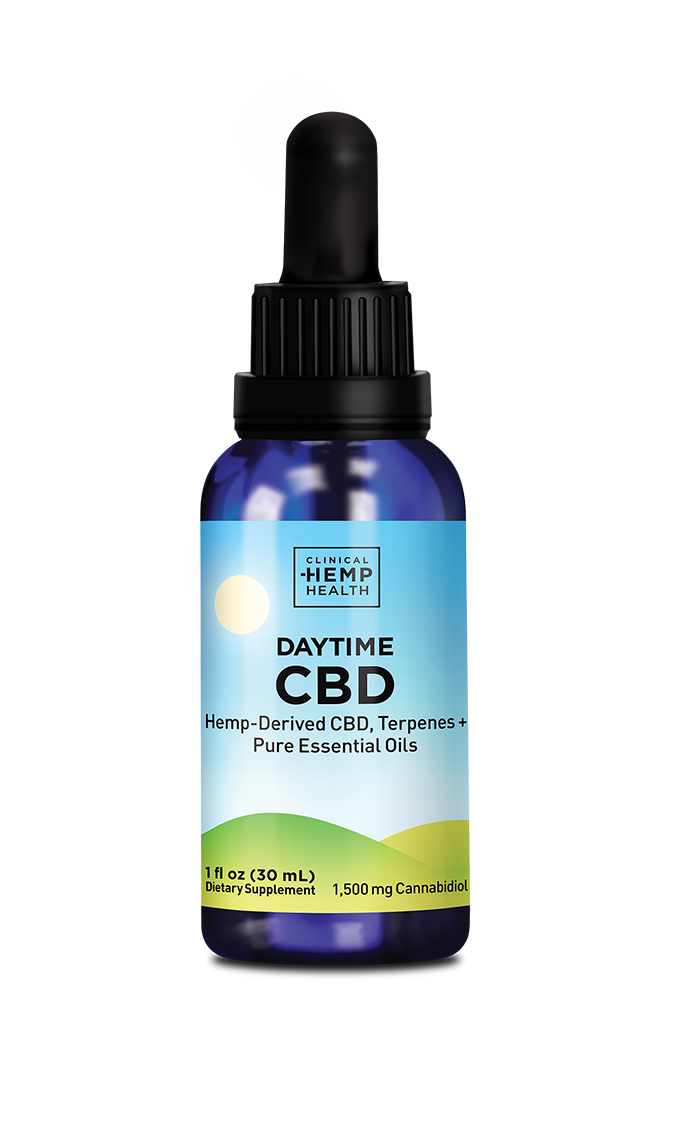 CLINICAL
HEMP
HEALTH
DAYTIME
CBD
Hemp-Derived CBD, Terpenes +
Pure Essential Oils
1 fl oz (30 mL)
Dietary Supplement 1,500 mg Cannabidiol